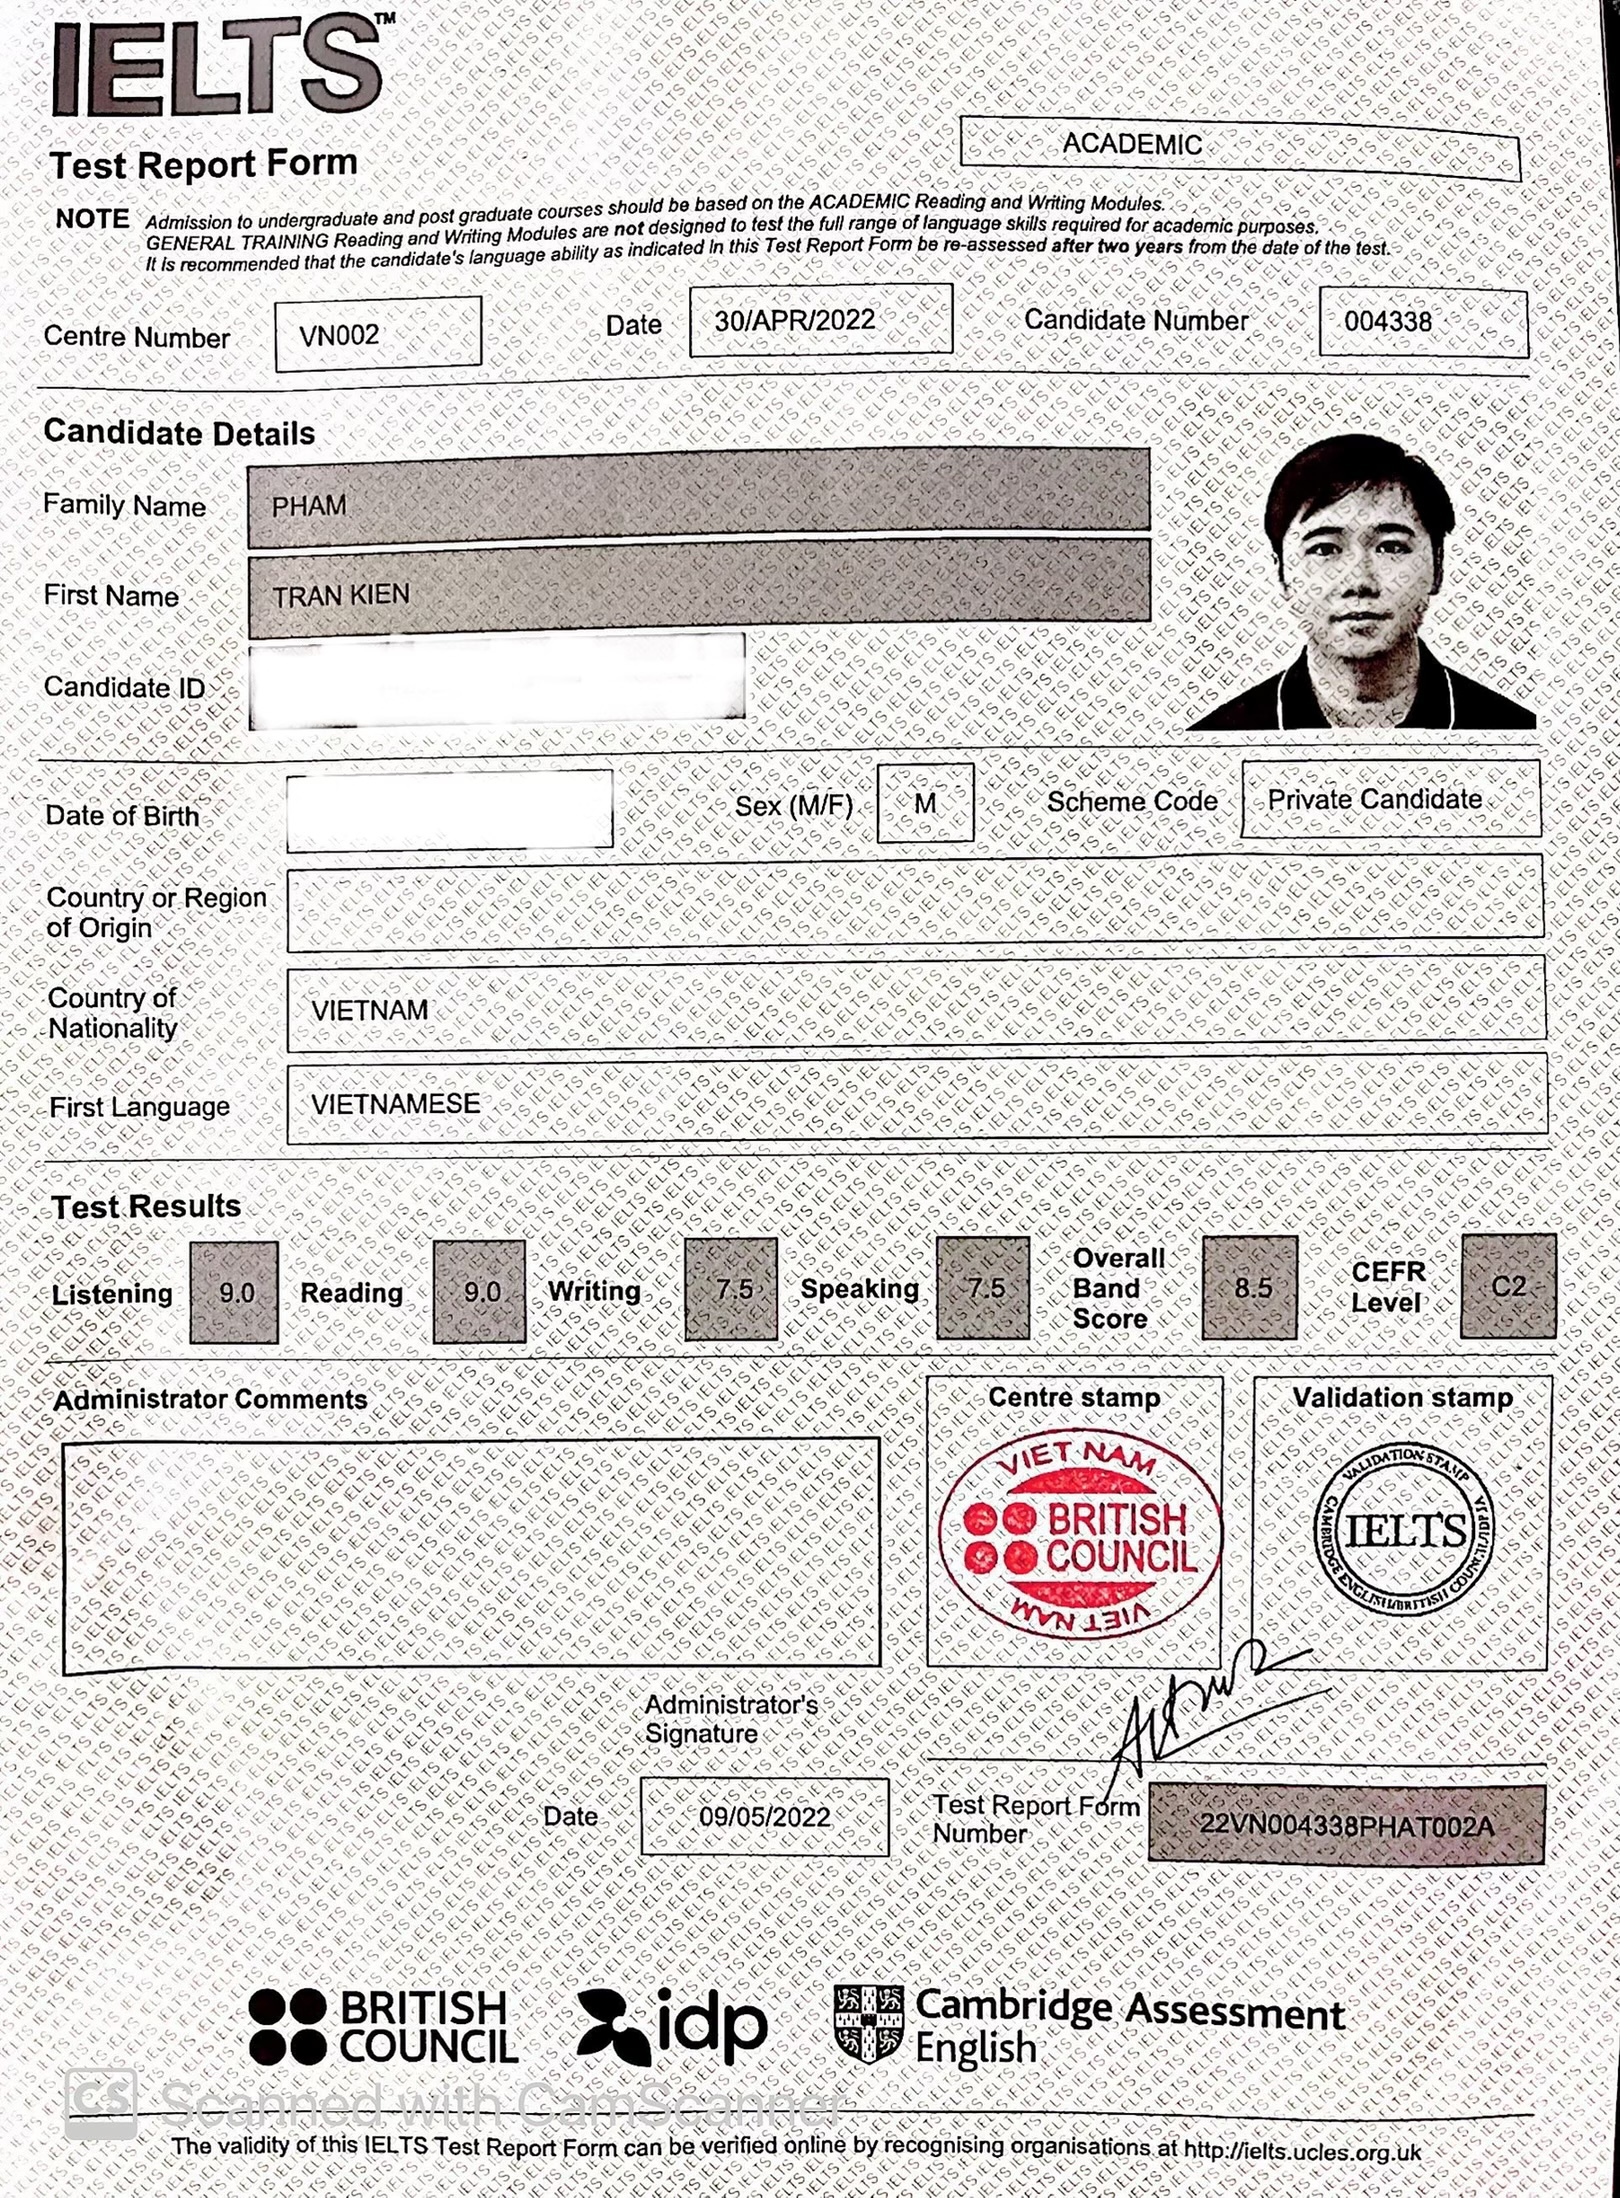 IELTS™
Test Report Form
ACADEMIC
NOTE Admission to undergraduate and post graduate courses should be based on the ACADEMIC Reading and Writing Modules.
GENERAL TRAINING Reading and Writing Modules are not designed to test the full range of language skills required for academic purposes.
It is recommended that the candidate's language ability as indicated in this Test Report Form be re-assessed after two years from the date of the test.
Centre Number VN002 Date 30/APR/2022 Candidate Number 004338
Candidate Details
Family Name PHAM
First Name TRAN KIEN
Candidate ID
Date of Birth Sex (M/F) M Scheme Code Private Candidate
Country or Region
of Origin
Country of
Nationality
VIETNAM
First Language VIETNAMESE
Test Results
Listening 9.0 Reading 9.0 Writing 7.5 Speaking 7.5
Overall
Band
Score
8.5
CEFR
Level
C2
Administrator Comments
Centre stamp
VIET NAM
BRITISH
COUNCIL
VIET NAM
Validation stamp
VALIDATION STAMP
IELTS
CAMBRIDGE ENGLISH/BRITISH COUNCIL/IDP:IA
Administrator's
Signature
Date 09/05/2022
Test Report Form
Number
22VN004338PHAT002A
BRITISH
COUNCIL
idp
Cambridge Assessment
English
CS Scanned with CamScanner
The validity of this IELTS Test Report Form can be verified online by recognising organisations at http://ielts.ucles.org.uk